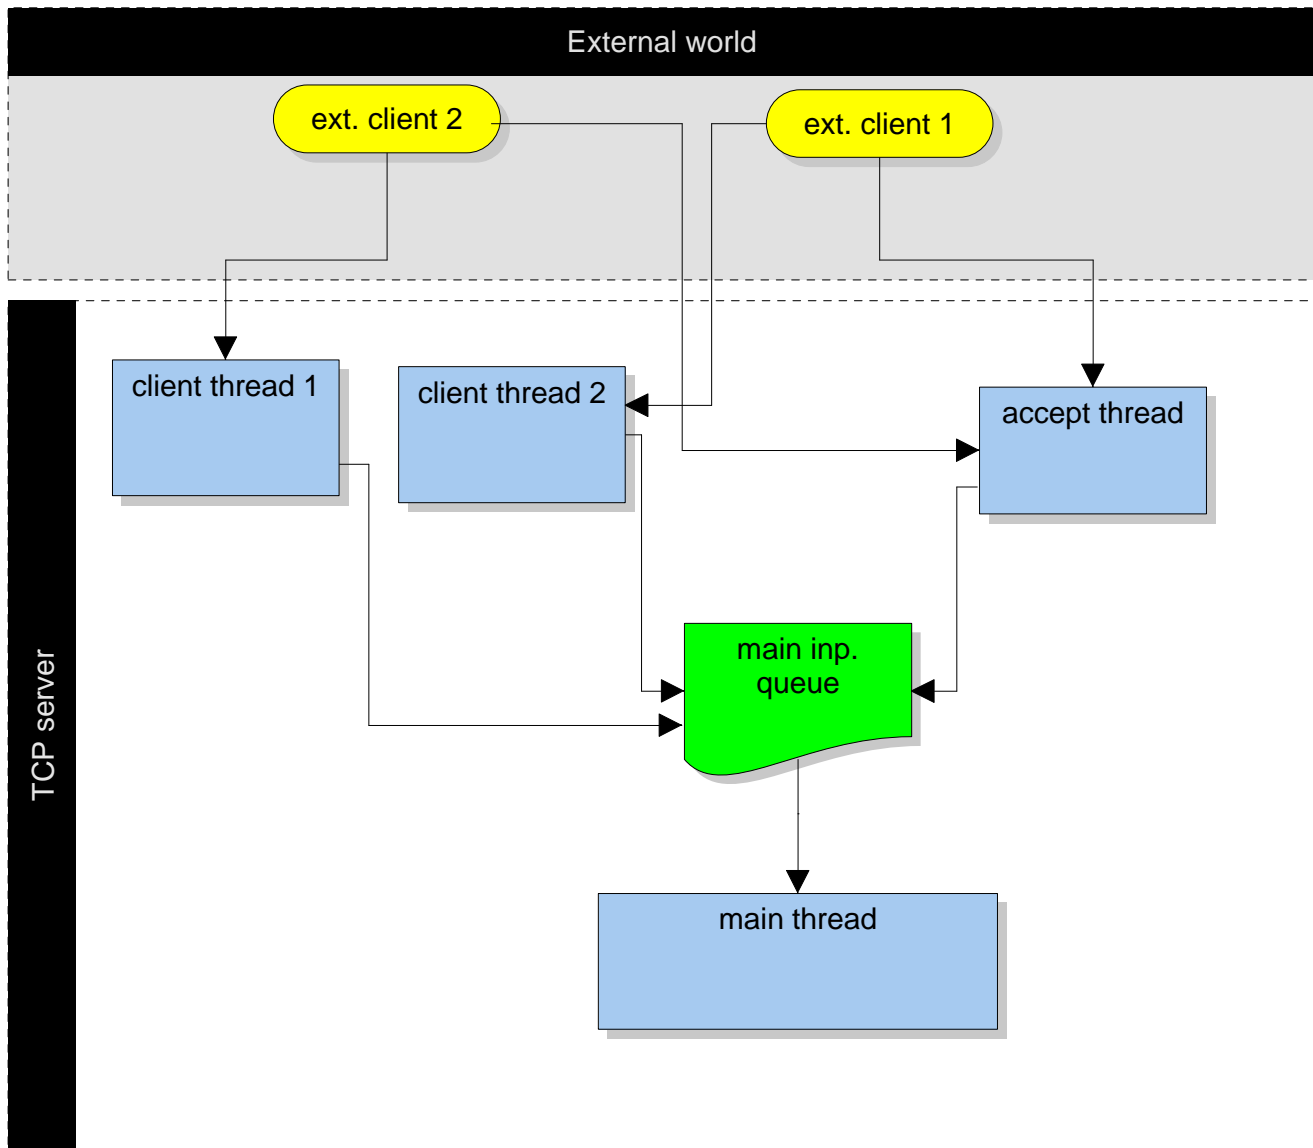 External world
ext. client 2
ext. client 1
client thread 1
client thread 2
accept thread
main inp.
queue
TCP server
main thread